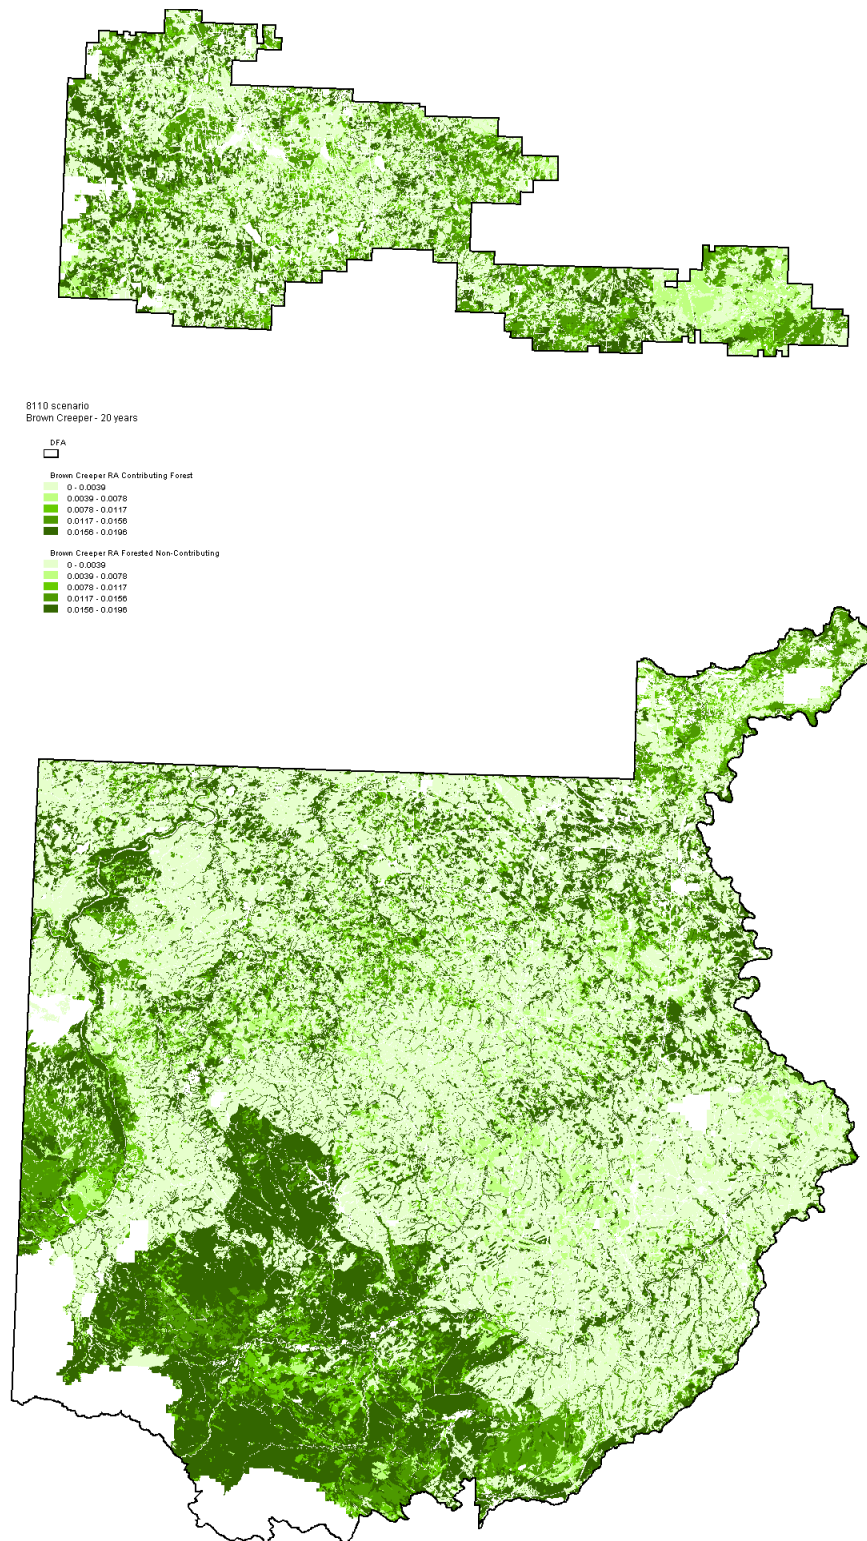 8110 scenario
Brown Creeper - 20 years
DFA
Brown Creeper RA Contributing Forest
0 - 0.0039
0.0039 - 0.0078
0.0078 - 0.0117
0.0117 - 0.0156
0.0156 - 0.0196
Brown Creeper RA Forested Non-Contributing
0 - 0.0039
0.0039 - 0.0078
0.0078 - 0.0117
0.0117 - 0.0156
0.0156 - 0.0196